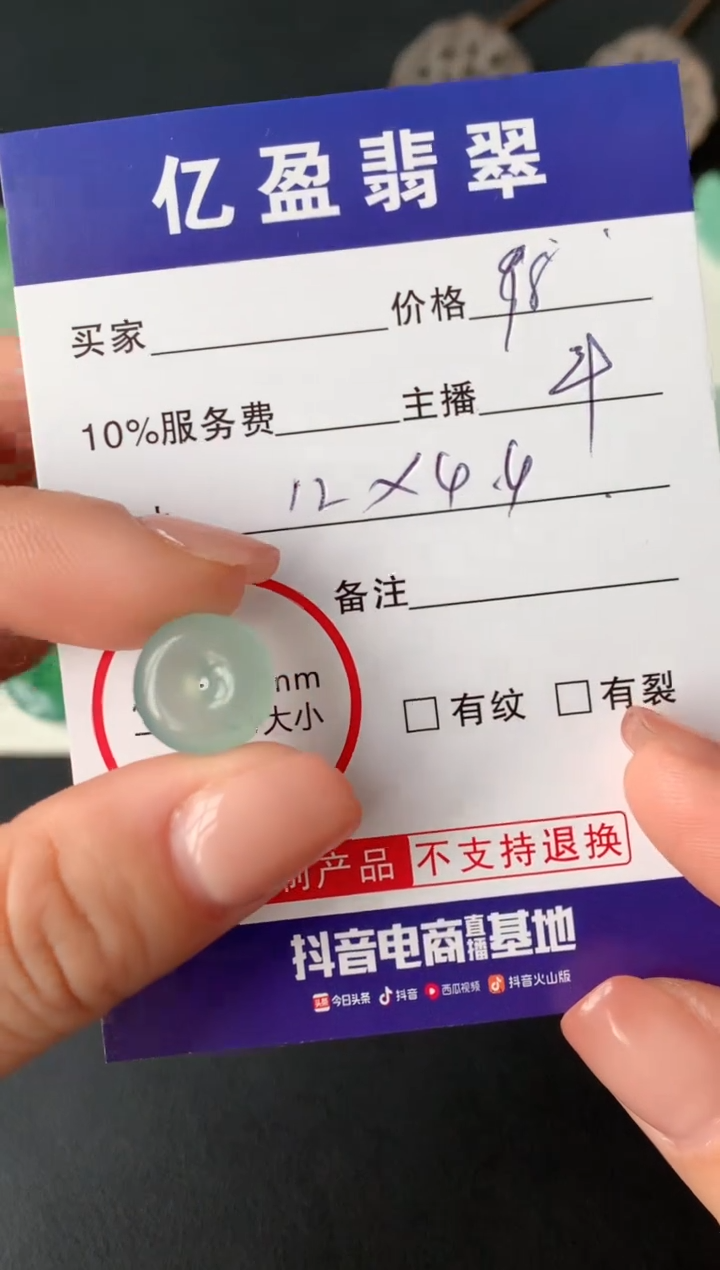 亿盈翡翠
买家 价格 98
10%服务费 主播
12×4.4
备注
mm
大小
有纹 有裂
产品 不支持退换
抖音电商直播基地
今日头条 抖音 西瓜视频 抖音火山版